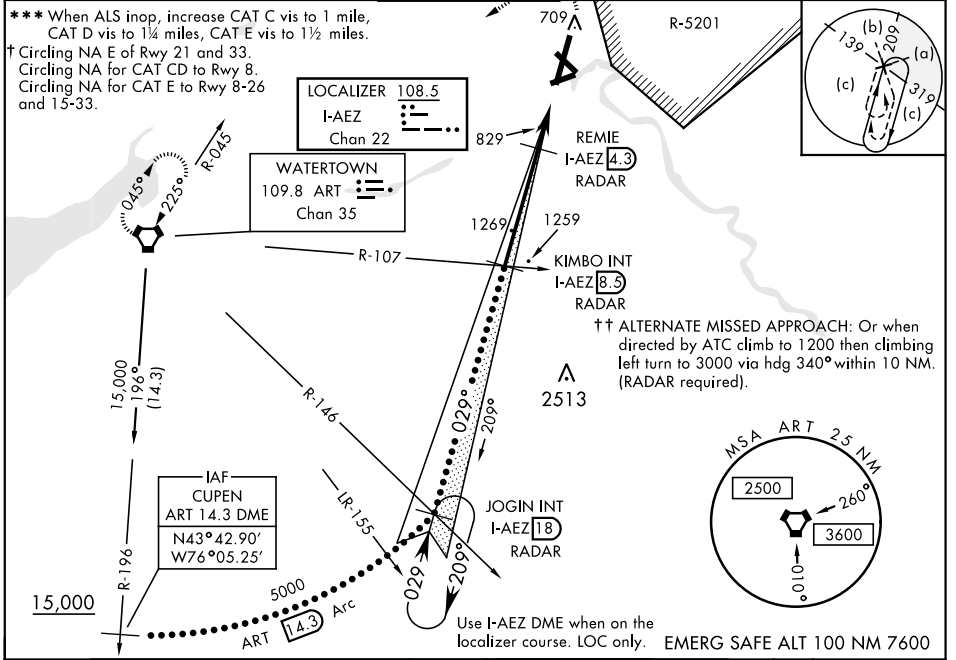 *** When ALS inop, increase CAT C vis to 1 mile,
CAT D vis to 1¼ miles, CAT E vis to 1½ miles.
† Circling NA E of Rwy 21 and 33.
Circling NA for CAT CD to Rwy 8.
Circling NA for CAT E to Rwy 8-26
and 15-33.
709
R-5201
(b)
209
139
(a)
(c)
319
(c)
LOCALIZER 108.5
I-AEZ
Chan 22
829
REMIE
I-AEZ 4.3
RADAR
R-045
045°
225°
WATERTOWN
109.8 ART
Chan 35
1269
1259
R-107
KIMBO INT
I-AEZ 8.5
RADAR
†† ALTERNATE MISSED APPROACH: Or when
directed by ATC climb to 1200 then climbing
left turn to 3000 via hdg 340° within 10 NM.
(RADAR required).
15,000
196°
(14.3)
R-146
029°
209°
2513
MSA ART 25 NM
2500
260°
3600
010°
IAF
CUPEN
ART 14.3 DME
N43°42.90'
W76°05.25'
LR-155
JOGIN INT
I-AEZ 18
RADAR
R-196
029
209°
15,000
5000
ART 14.3 Arc
Use I-AEZ DME when on the
localizer course. LOC only.
EMERG SAFE ALT 100 NM 7600